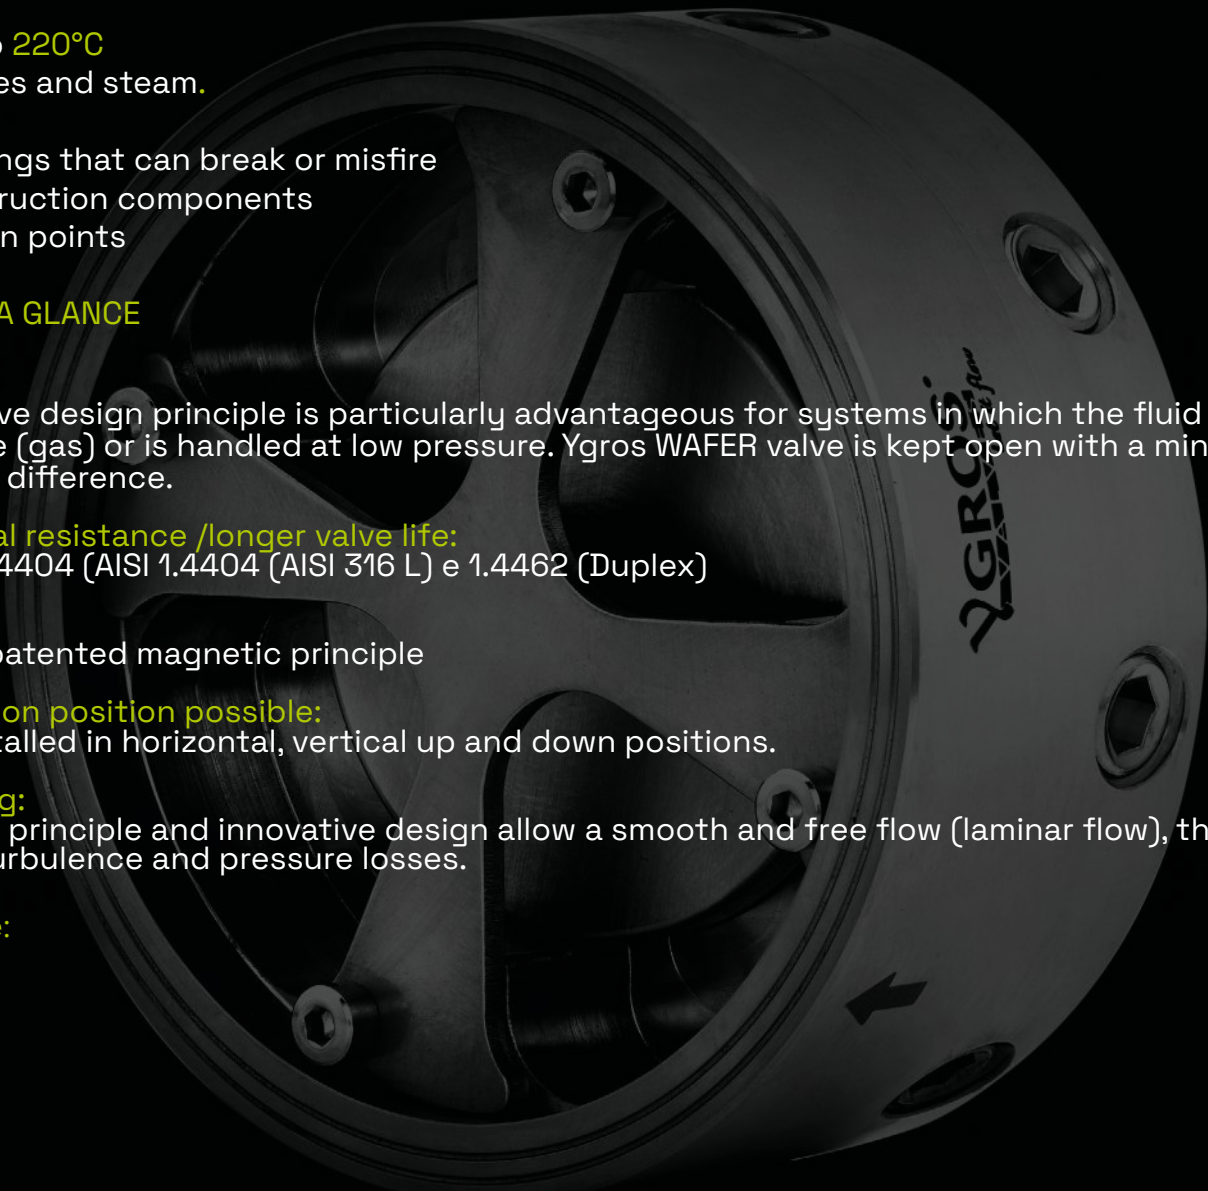 220°C
es and steam.
ngs that can break or misfire
ruction components
n points
A GLANCE
ve design principle is particularly advantageous for systems in which the fluid
e (gas) or is handled at low pressure. Ygros WAFER valve is kept open with a min
difference.
al resistance /longer valve life:
4404 (AISI 1.4404 (AISI 316 L) e 1.4462 (Duplex)
patented magnetic principle
on position possible:
talled in horizontal, vertical up and down positions.
g:
principle and innovative design allow a smooth and free flow (laminar flow), th
urbulence and pressure losses.
e:
YGROS